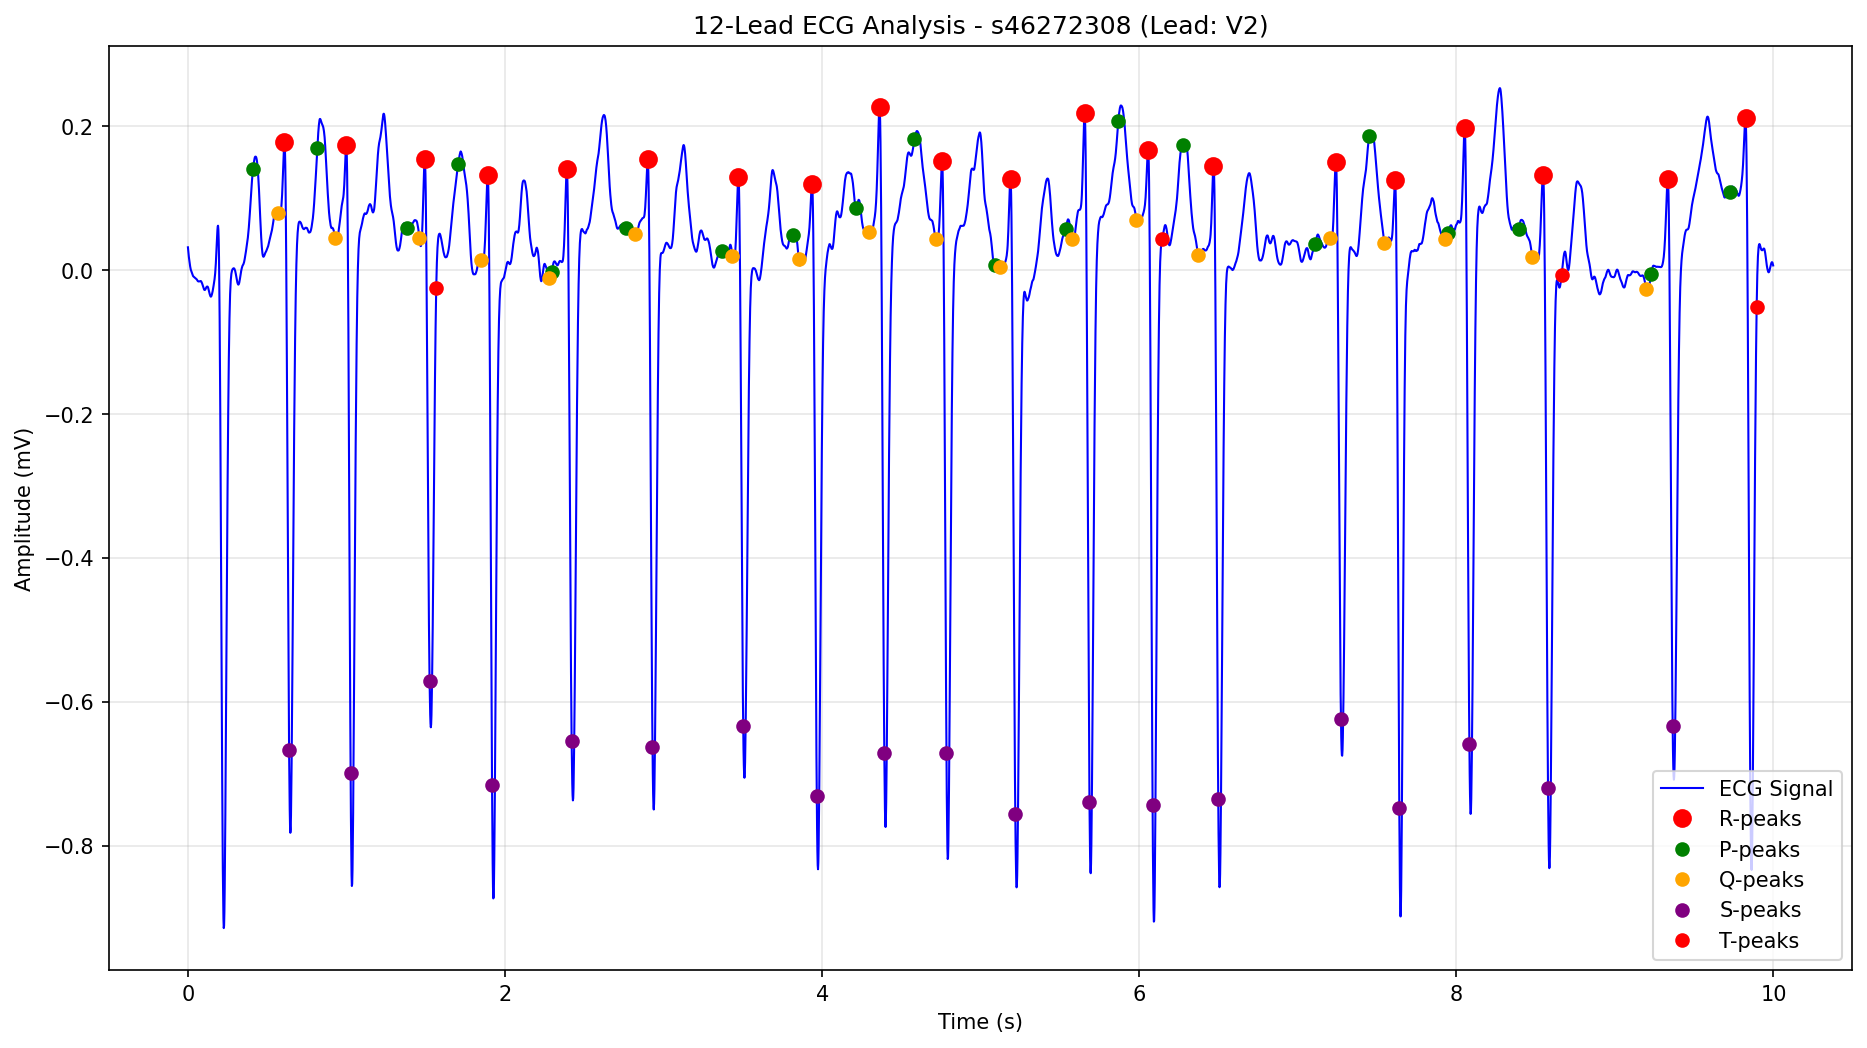 12-Lead ECG Analysis - s46272308 (Lead: V2)
Amplitude (mV)
0.2
0.0
−0.2
−0.4
−0.6
−0.8
0 2 4 6 8 10
Time (s)
ECG Signal
R-peaks
P-peaks
Q-peaks
S-peaks
T-peaks